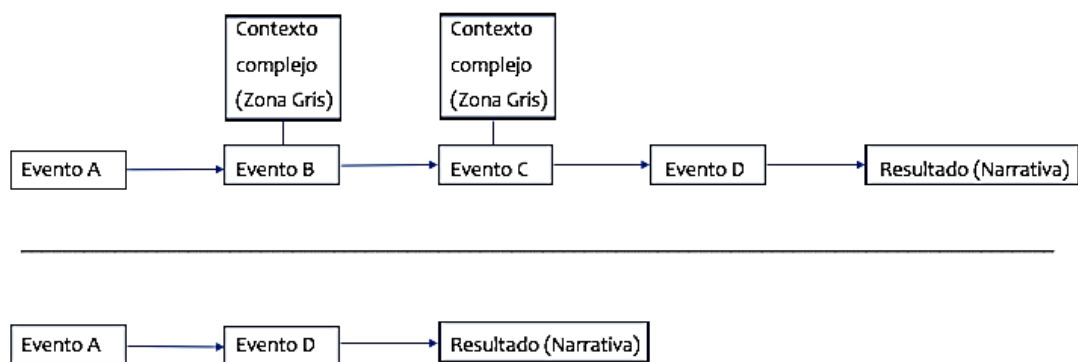 Contexto
complejo
(Zona Gris)
Contexto
complejo
(Zona Gris)
Evento A
Evento B
Evento C
Evento D
Resultado (Narrativa)
Evento A
Evento D
Resultado (Narrativa)